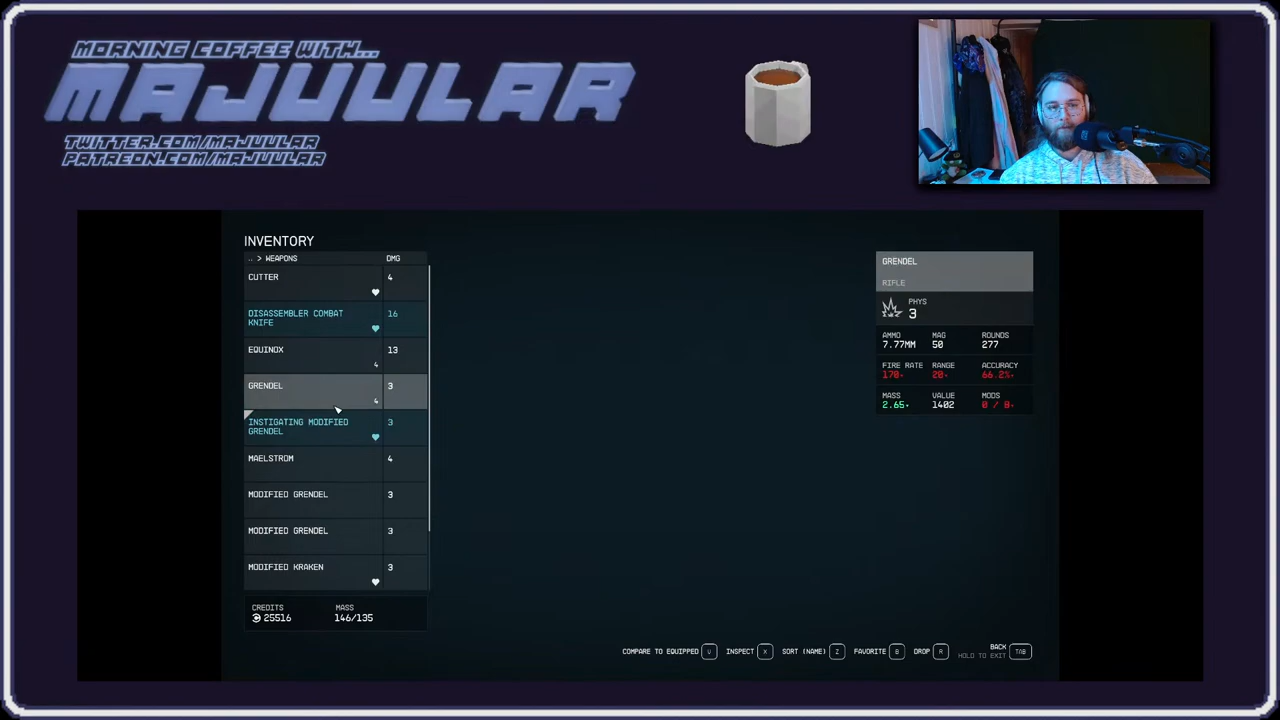 MORNING COFFEE WITH...
MAJUULAR
TWITTER.COM/MAJUULAR
PATREON.COM/MAJUULAR
INVENTORY
.. > WEAPONS DMG
CUTTER 4
DISASSEMBLER COMBAT KNIFE 16
EQUINOX 13
4
GRENDEL 3
4
INSTIGATING MODIFIED GRENDEL 3
MAELSTROM 4
MODIFIED GRENDEL 3
MODIFIED GRENDEL 3
MODIFIED KRAKEN 3
CREDITS MASS
25516 146/135
GRENDEL
RIFLE
PHYS
3
AMMO MAG ROUNDS
7.77MM 50 277
FIRE RATE RANGE ACCURACY
170 20 66.2%
MASS VALUE MODS
2.65 1402 0 / 8
COMPARE TO EQUIPPED V INSPECT X SORT (NAME) Z FAVORITE B DROP R BACK TAB
HOLD TO EXIT